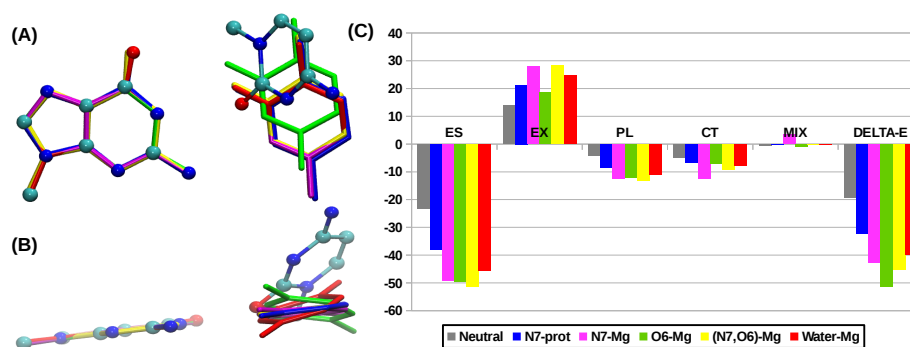 (A)
(B)
(C)
40
30
20
10
0
-10
-20
-30
-40
-50
-60
ES EX PL CT MIX DELTA-E
Neutral N7-prot N7-Mg O6-Mg (N7,O6)-Mg Water-Mg